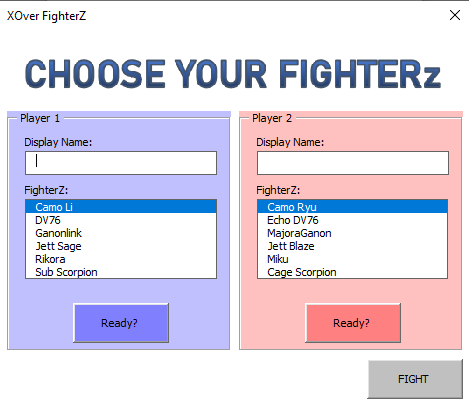 XOver FighterZ
CHOOSE YOUR FIGHTERz
Player 1
Display Name:
FighterZ:
Camo Li
DV76
Ganonlink
Jett Sage
Rikora
Sub Scorpion
Ready?
Player 2
Display Name:
FighterZ:
Camo Ryu
Echo DV76
MajoraGanon
Jett Blaze
Miku
Cage Scorpion
Ready?
FIGHT